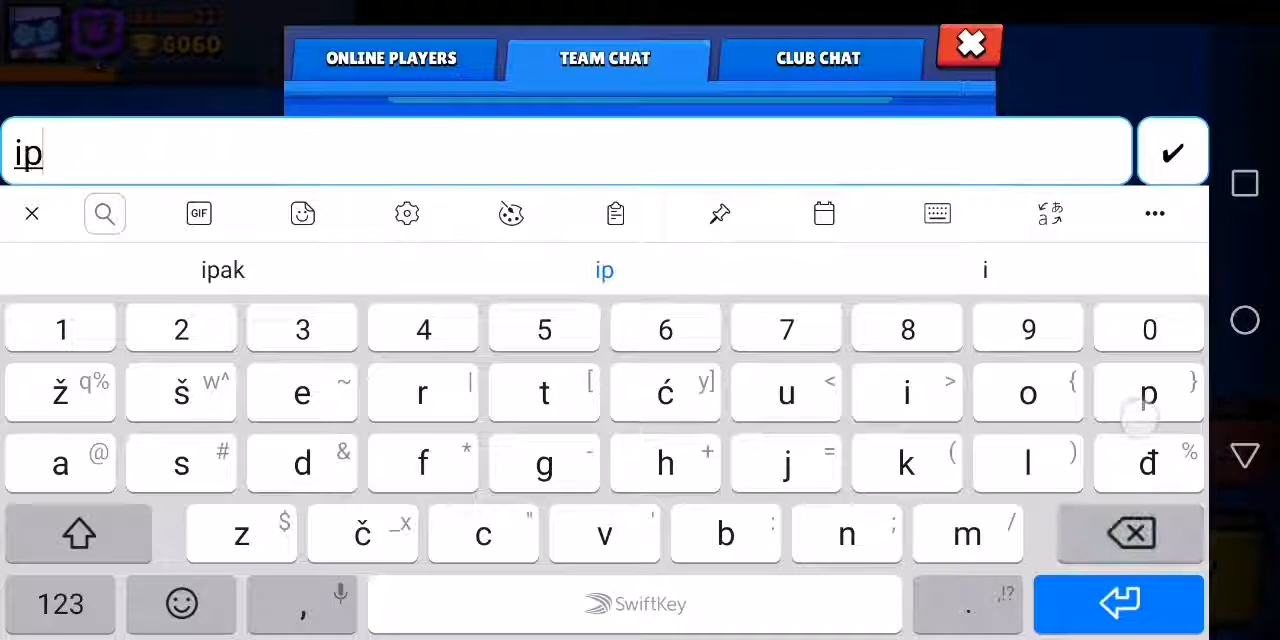 6060
ONLINE PLAYERS TEAM CHAT CLUB CHAT
ip
GIF
ipak ip i
1 2 3 4 5 6 7 8 9 0
ž q% š w^ e ~ r | t [ ć y] u < i > o { p }
a @ s # d & f * g - h + j = k ( l ) đ %
z $ č _x c " v ' b : n ; m /
123 , SwiftKey . ,!?